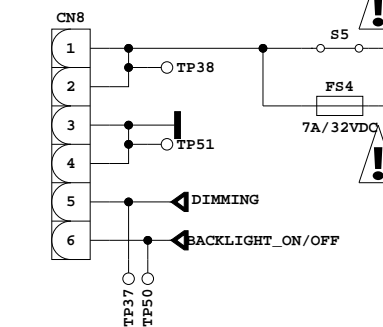 CN8
S5
1
TP38
2
FS4
7A/32VDC
3
TP51
4
5
DIMMING
6
BACKLIGHT_ON/OFF
TP37
TP50